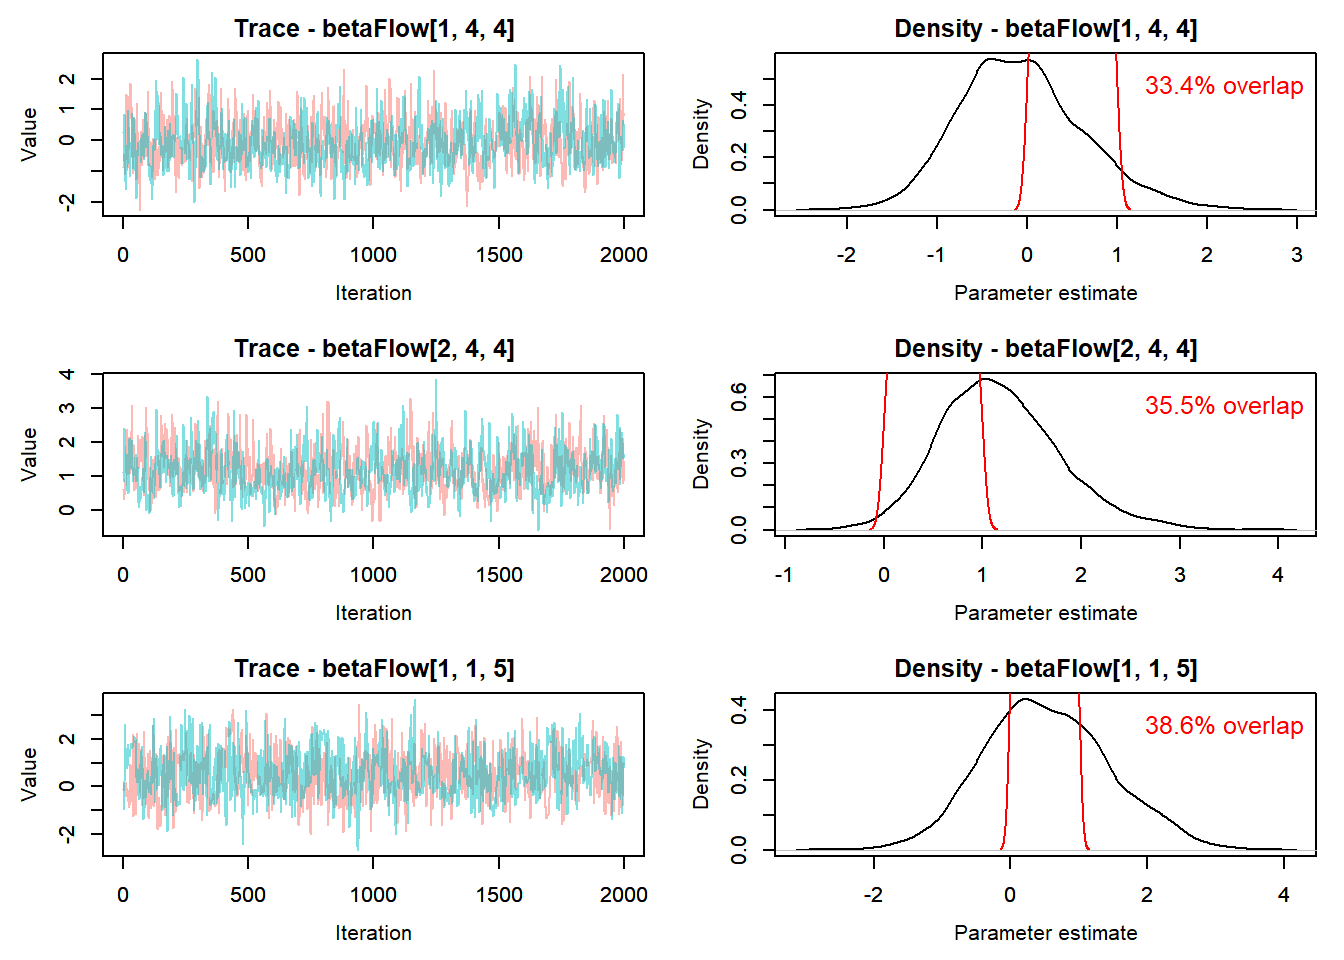 Trace - betaFlow[1, 4, 4]
Value
2
1
0
-2
0 500 1000 1500 2000
Iteration
Density - betaFlow[1, 4, 4]
33.4% overlap
Density
0.4
0.2
0.0
-2 -1 0 1 2 3
Parameter estimate
Trace - betaFlow[2, 4, 4]
Value
4
3
2
1
0
0 500 1000 1500 2000
Iteration
Density - betaFlow[2, 4, 4]
35.5% overlap
Density
0.6
0.3
0.0
-1 0 1 2 3 4
Parameter estimate
Trace - betaFlow[1, 1, 5]
Value
2
0
-2
0 500 1000 1500 2000
Iteration
Density - betaFlow[1, 1, 5]
38.6% overlap
Density
0.4
0.2
0.0
-2 0 2 4
Parameter estimate